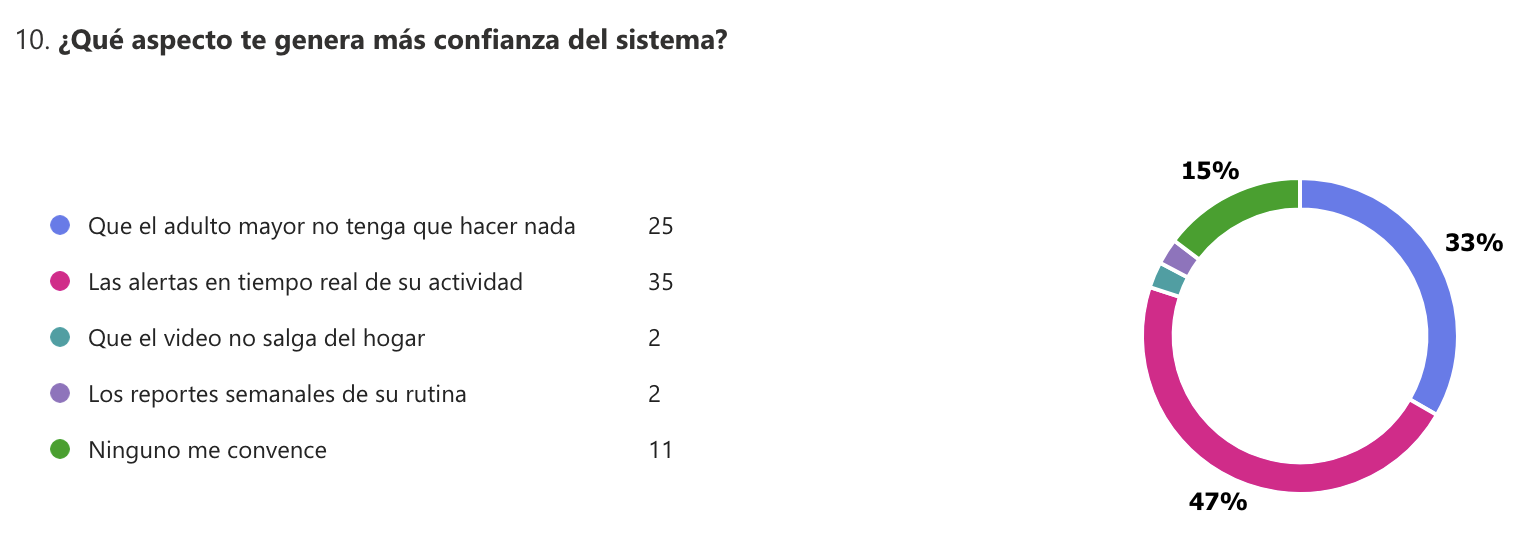 10. ¿Qué aspecto te genera más confianza del sistema?
Que el adulto mayor no tenga que hacer nada 25
Las alertas en tiempo real de su actividad 35
Que el video no salga del hogar 2
Los reportes semanales de su rutina 2
Ninguno me convence 11
15%
33%
47%